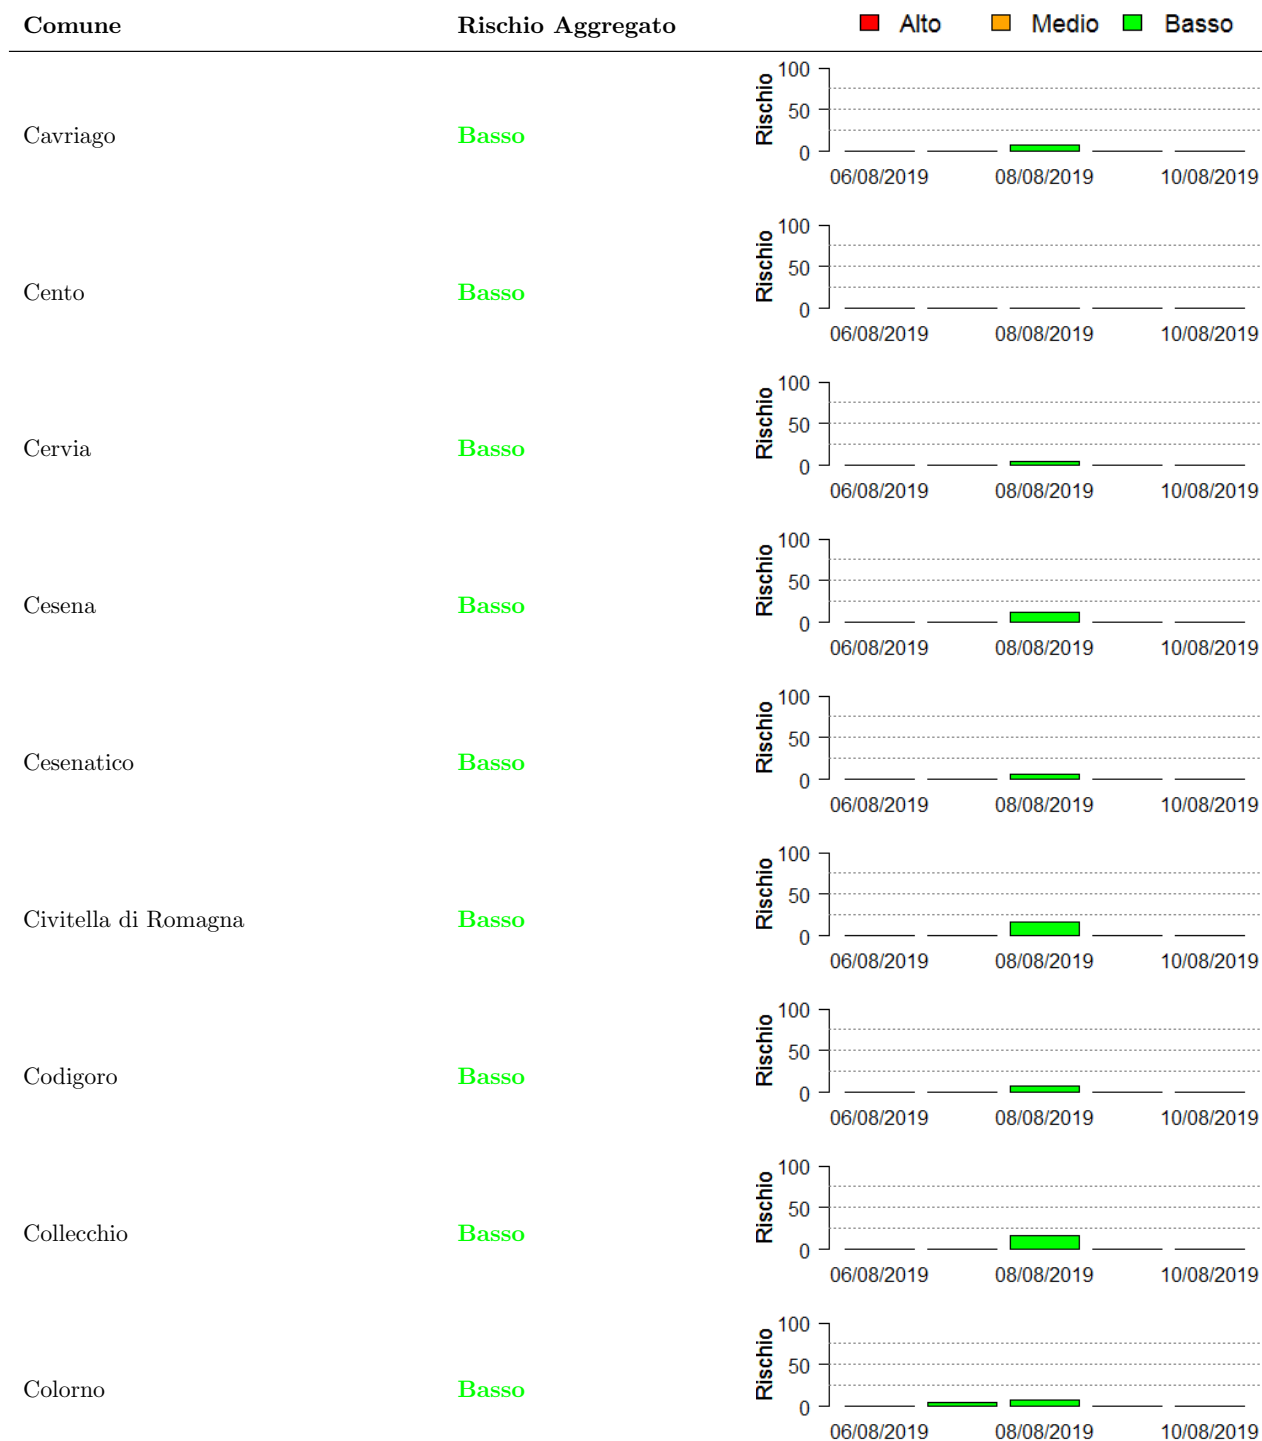 Comune Rischio Aggregato Alto Medio Basso
Cavriago Basso Rischio 100 50 0
06/08/2019 08/08/2019 10/08/2019
Cento Basso Rischio 100 50 0
06/08/2019 08/08/2019 10/08/2019
Cervia Basso Rischio 100 50 0
06/08/2019 08/08/2019 10/08/2019
Cesena Basso Rischio 100 50 0
06/08/2019 08/08/2019 10/08/2019
Cesenatico Basso Rischio 100 50 0
06/08/2019 08/08/2019 10/08/2019
Civitella di Romagna Basso Rischio 100 50 0
06/08/2019 08/08/2019 10/08/2019
Codigoro Basso Rischio 100 50 0
06/08/2019 08/08/2019 10/08/2019
Collecchio Basso Rischio 100 50 0
06/08/2019 08/08/2019 10/08/2019
Colorno Basso Rischio 100 50 0
06/08/2019 08/08/2019 10/08/2019